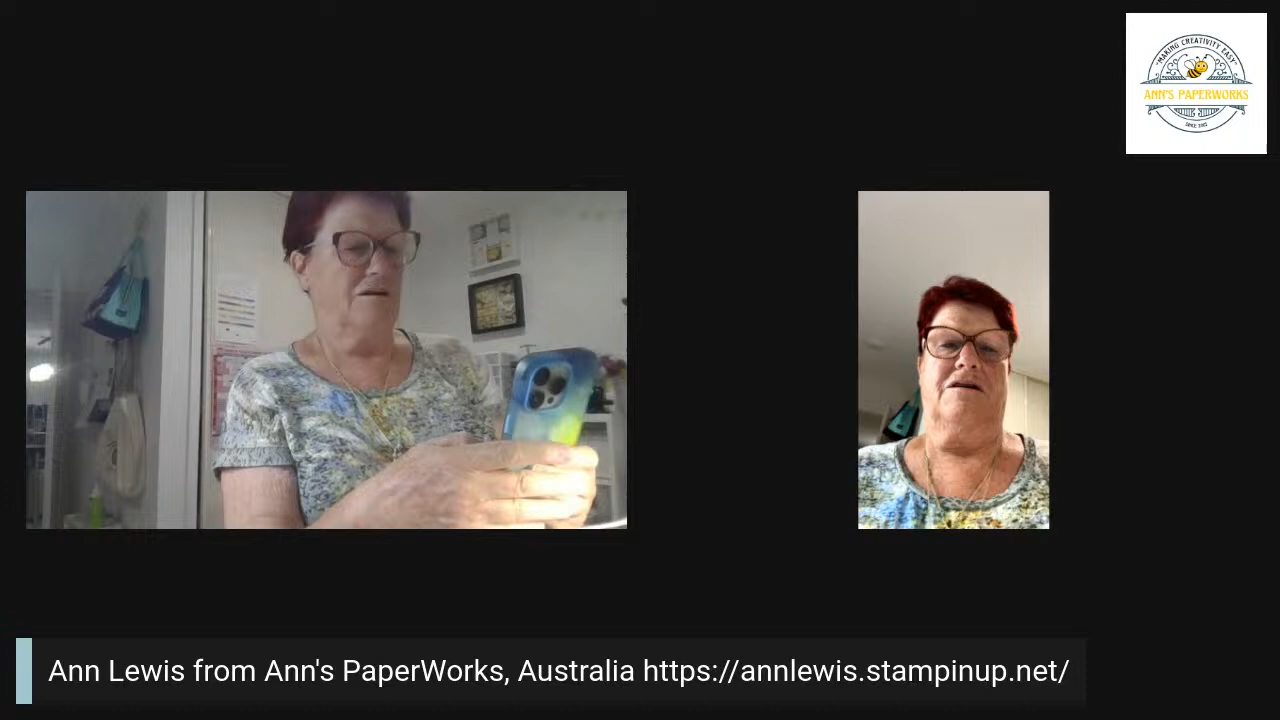 "MAKING CREATIVITY EASY"
ANN'S PAPERWORKS
Ann Lewis from Ann's PaperWorks, Australia https://annlewis.stampinup.net/